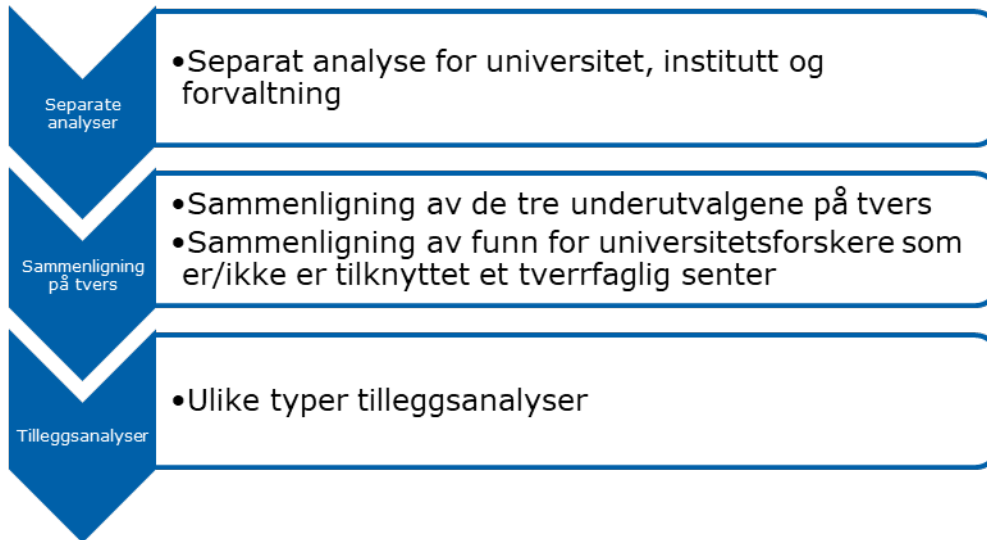 Separate
analyser
•Separat analyse for universitet, institutt og
forvaltning
Sammenligning
på tvers
•Sammenligning av de tre underutvalgene på tvers
•Sammenligning av funn for universitetsforskere som
er/ikke er tilknyttet et tverrfaglig senter
Tilleggsanalyser
•Ulike typer tilleggsanalyser